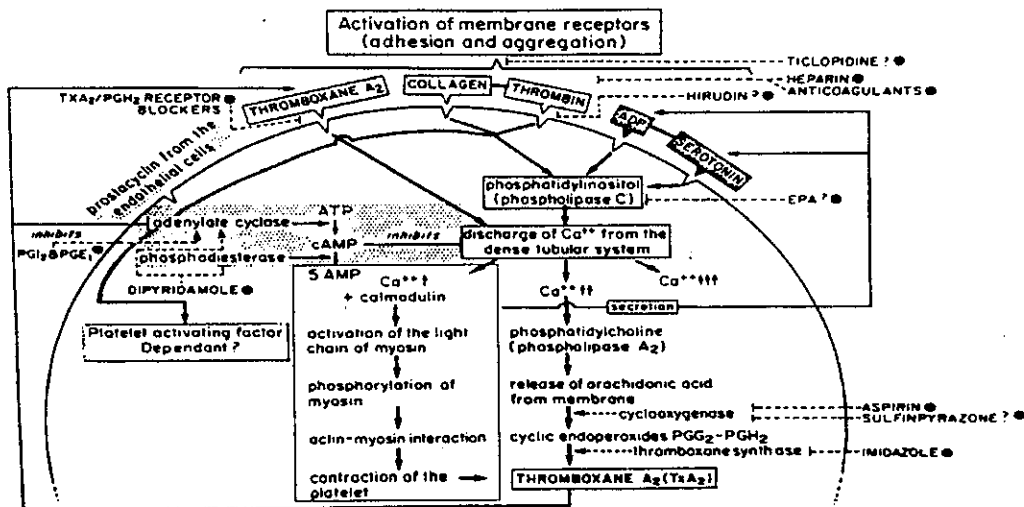 Activation of membrane receptors
(adhesion and aggregation)
TICLOPIDINE ?
HEPARIN
ANTICOAGULANTS
HIRUDIN ?
TXA2/PGH2 RECEPTOR
BLOCKERS
THROMBOXANE A2
COLLAGEN
THROMBIN
ADP
SEROTONIN
prostacyclin from the
endothelial cells
phosphatidylinositol
(phospholipase C)
EPA ?
ATP
adenylate cyclase
inhibits
cAMP
inhibits
discharge of Ca++ from the
dense tubular system
PGI2&PGE1
phosphadiesterase
5 AMP
DIPYRIDAMOLE
Ca++↑
+ calmadulin
Ca++↑↑
Ca++↑↑↑
secretion
Platelet activating factor
Dependant ?
activation of the light
chain of myosin
phosphatidylcholine
(phospholipase A2)
phosphorylation of
myosin
release of arachidonic acid
from membrane
cyclooxygenase
ASPIRIN
SULFINPYRAZONE ?
actin-myosin interaction
cyclic endoperoxides PGG2-PGH2
thromboxane synthase
IMIDAZOLE
contraction of the
platelet
THROMBOXANE A2(TxA2)